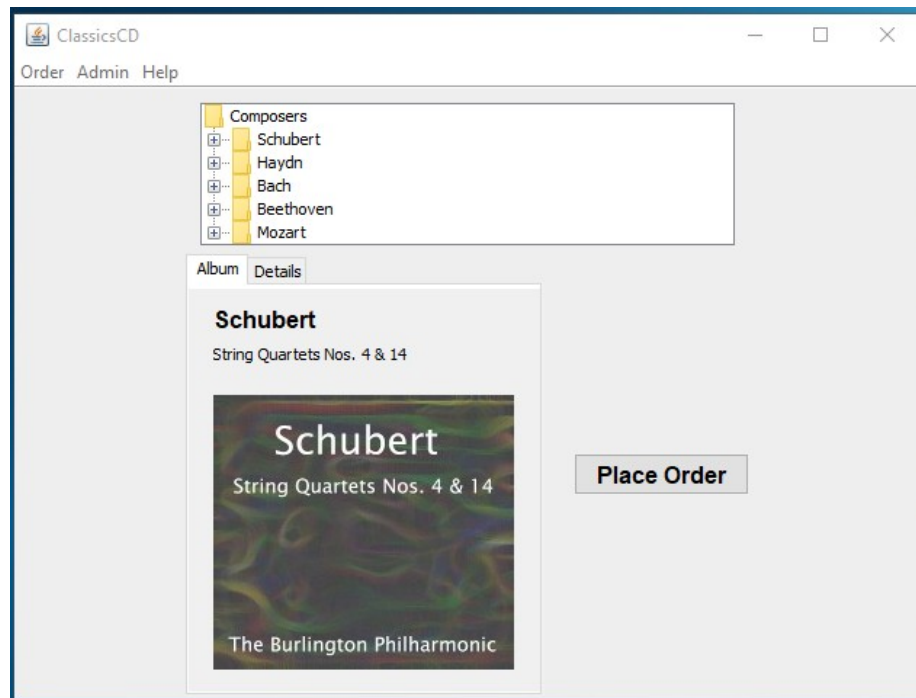 ClassicsCD
Order Admin Help
Composers
Schubert
Haydn
Bach
Beethoven
Mozart
Album Details
Schubert
String Quartets Nos. 4 & 14
Schubert
String Quartets Nos. 4 & 14
Place Order
The Burlington Philharmonic